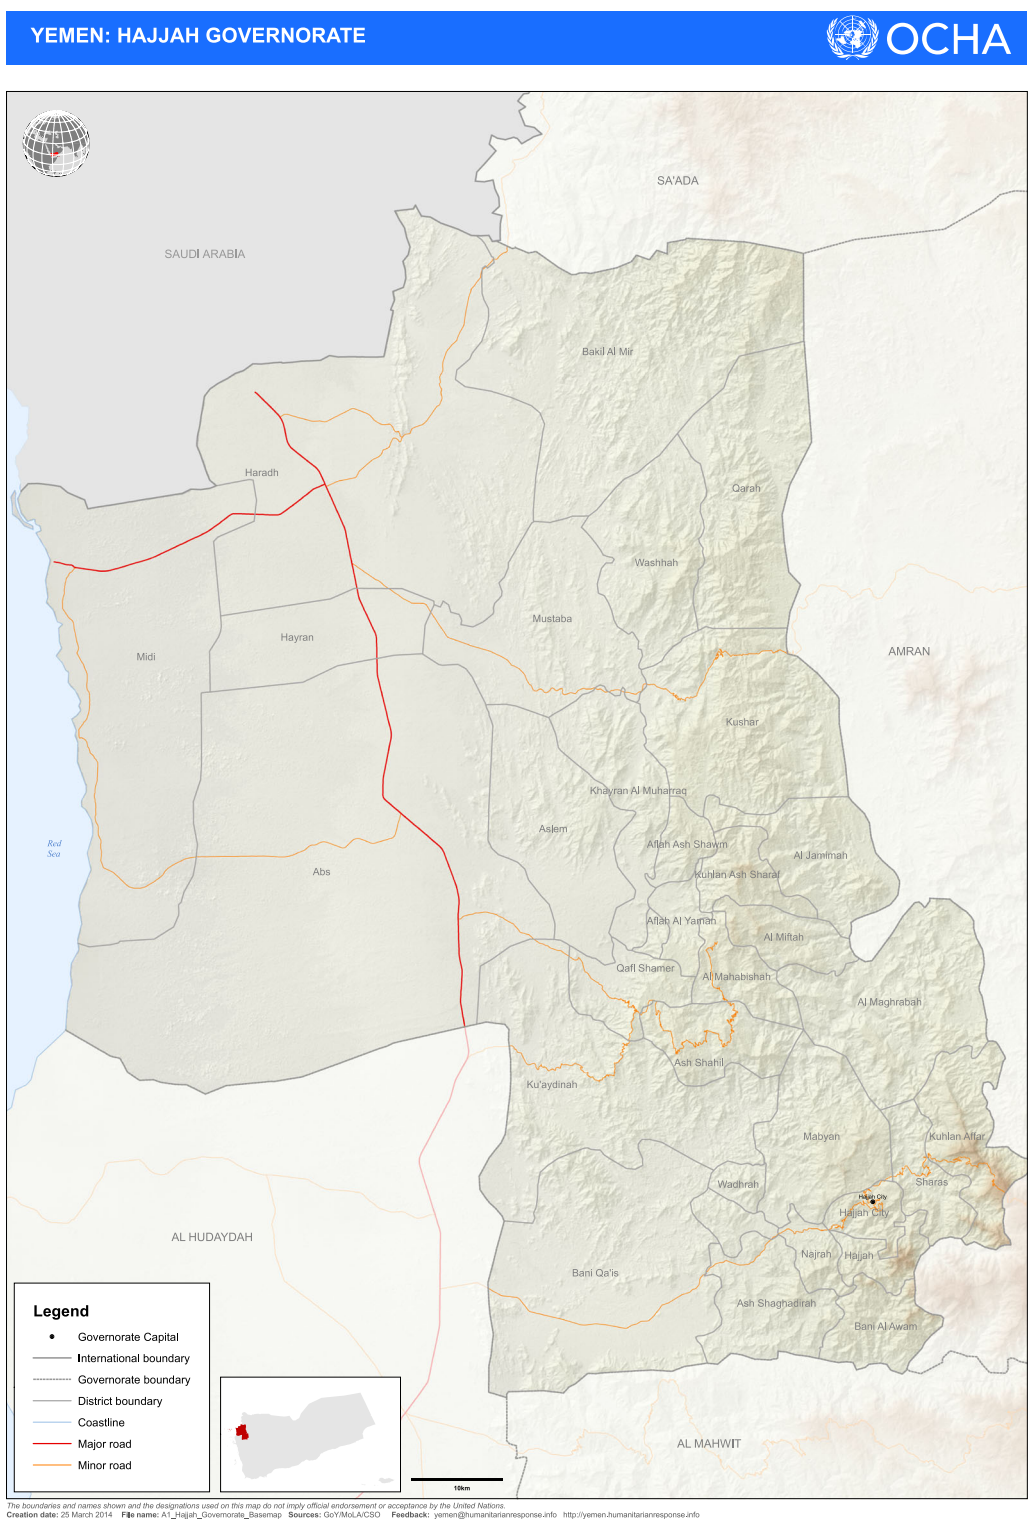 YEMEN: HAJJAH GOVERNORATE
OCHA
SA'ADA
SAUDI ARABIA
Bakil Al Mir
Haradh
Qarah
Washhah
Mustaba
Hayran
AMRAN
Midi
Kushar
Khayran Al Muharraq
Aslem
Red
Sea
Aflah Ash Shawm
Al Jamimah
Abs
Kuhlan Ash Sharaf
Aflah Al Yaman
Al Miftah
Qafl Shamer
Al Mahabishah
Al Maghrabah
Ash Shahil
Ku'aydinah
Mabyan
Kuhlan Affar
Wadhrah
Sharas
Hajjah City
Hajjah City
AL HUDAYDAH
Najrah
Hajjah
Bani Qa'is
Ash Shaghadirah
Bani Al Awam
AL MAHWIT
Legend
Governorate Capital
International boundary
Governorate boundary
District boundary
Coastline
Major road
Minor road
10km
The boundaries and names shown and the designations used on this map do not imply official endorsement or acceptance by the United Nations.
Creation date: 25 March 2014 File name: A1_Hajjah_Governorate_Basemap Sources: GoY/MoLA/CSO Feedback: yemen@humanitarianresponse.info http://yemen.humanitarianresponse.info